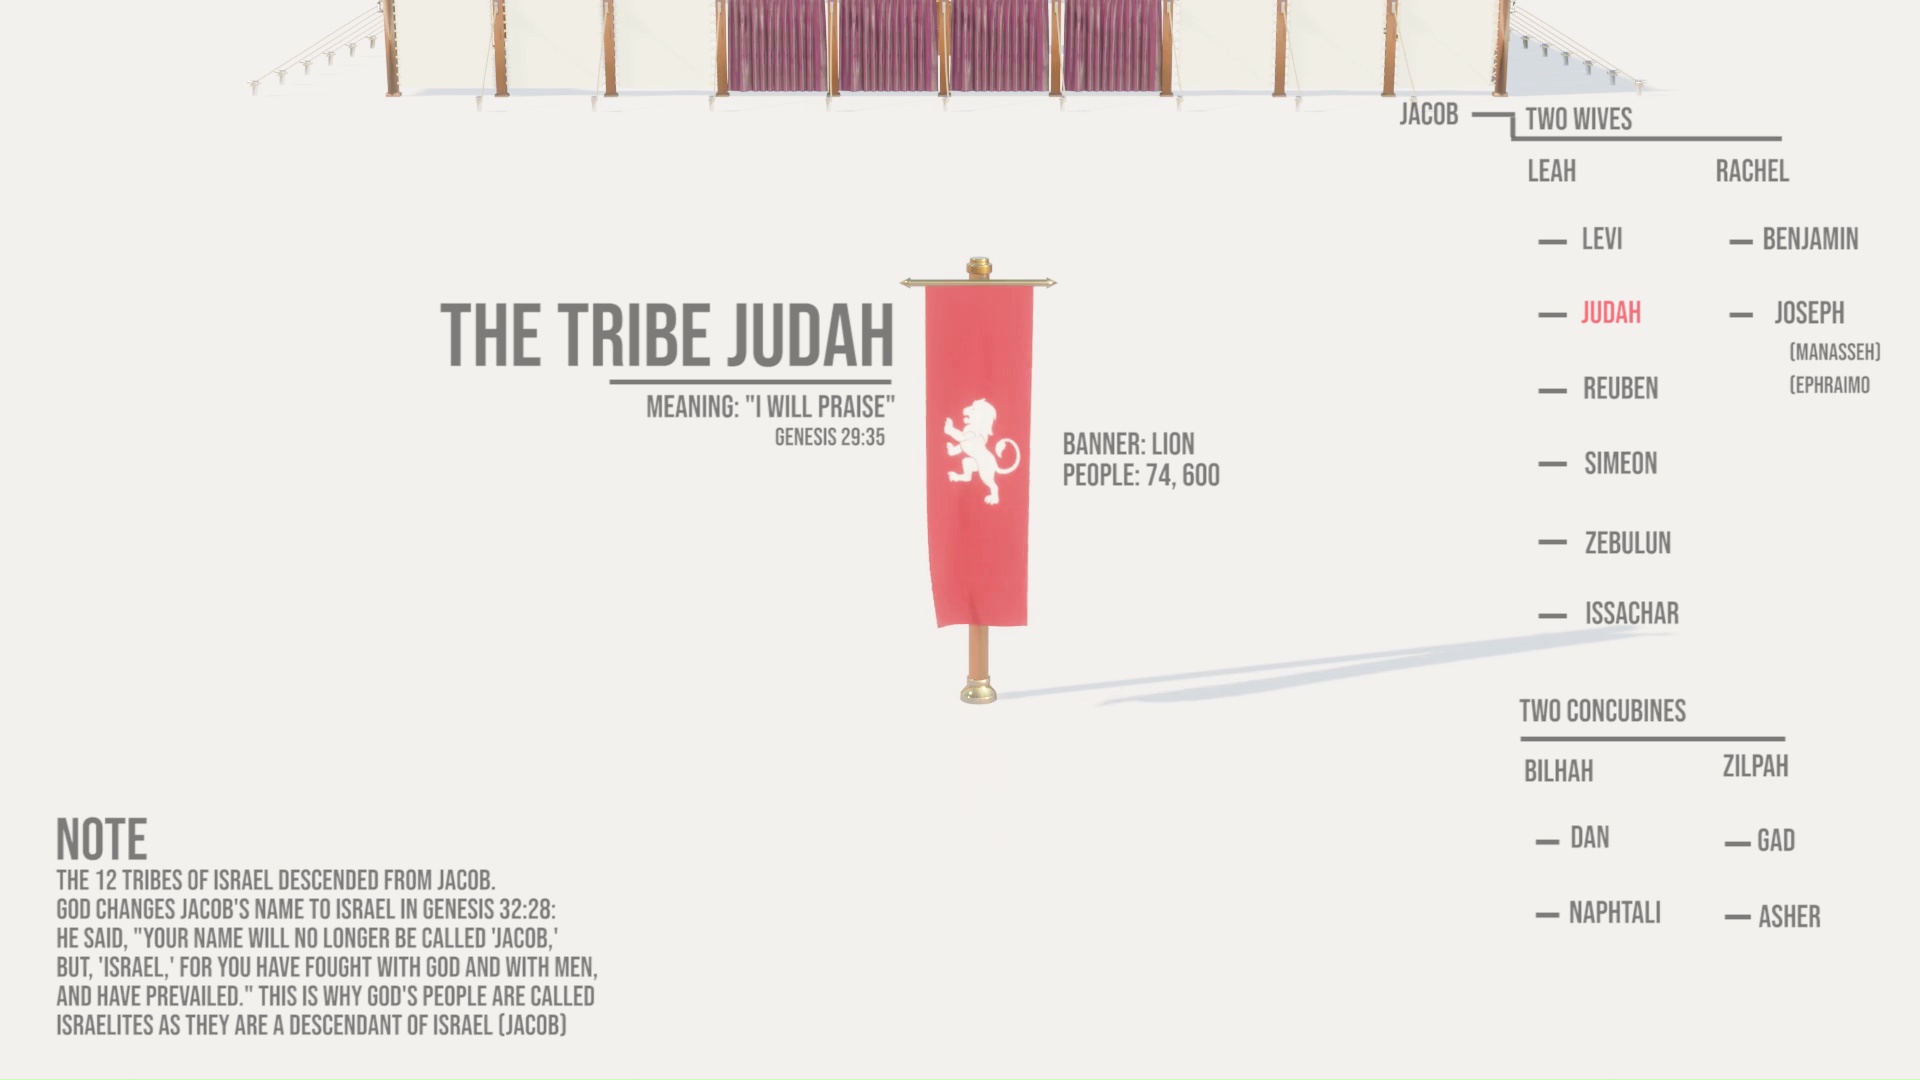 JACOB
TWO WIVES
LEAH RACHEL
LEVI BENJAMIN
JUDAH JOSEPH
(MANASSEH)
REUBEN (EPHRAIMO
SIMEON
ZEBULUN
ISSACHAR
TWO CONCUBINES
BILHAH ZILPAH
DAN GAD
NAPHTALI ASHER
THE TRIBE JUDAH
MEANING: "I WILL PRAISE"
GENESIS 29:35
BANNER: LION
PEOPLE: 74, 600
NOTE
THE 12 TRIBES OF ISRAEL DESCENDED FROM JACOB.
GOD CHANGES JACOB'S NAME TO ISRAEL IN GENESIS 32:28:
HE SAID, "YOUR NAME WILL NO LONGER BE CALLED 'JACOB,'
BUT, 'ISRAEL,' FOR YOU HAVE FOUGHT WITH GOD AND WITH MEN,
AND HAVE PREVAILED." THIS IS WHY GOD'S PEOPLE ARE CALLED
ISRAELITES AS THEY ARE A DESCENDANT OF ISRAEL (JACOB)